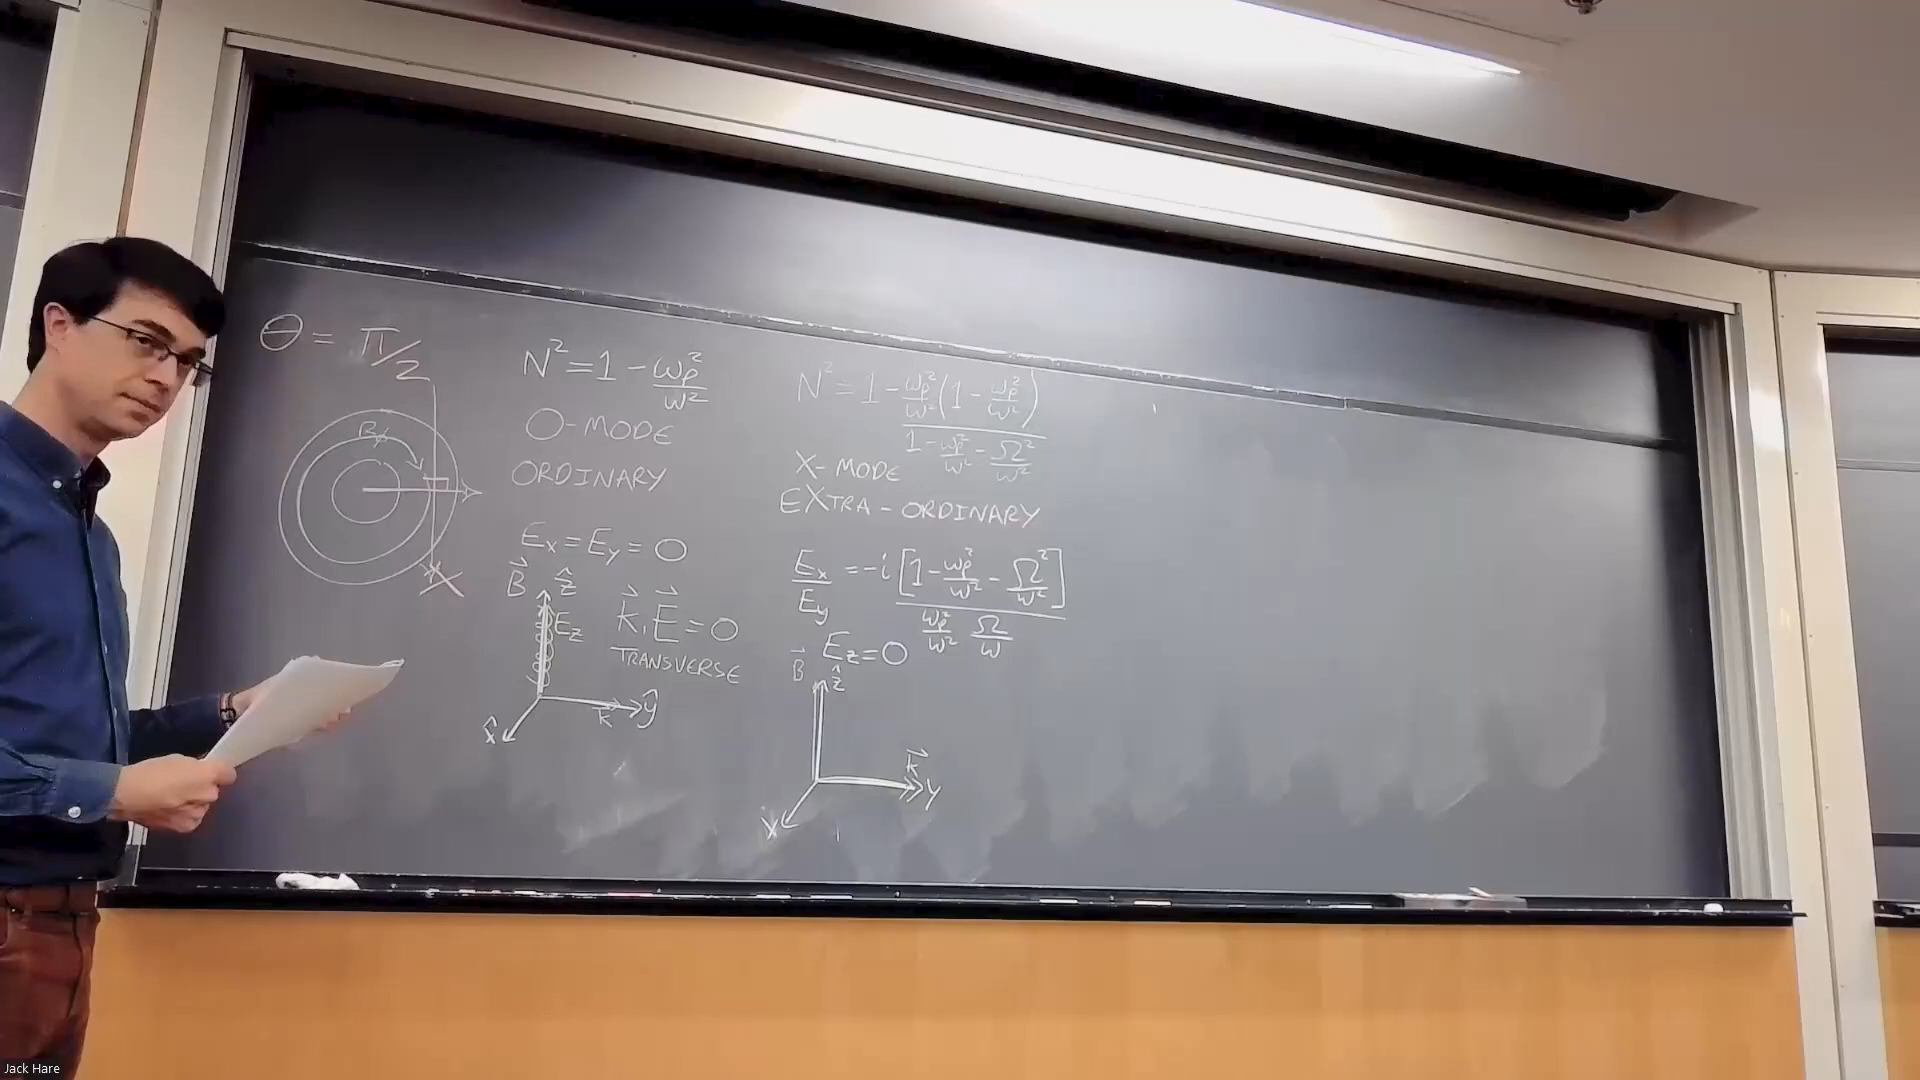 θ = π/2
B_φ
N² = 1 - ω_p²/ω²
O-MODE
ORDINARY
E_x = E_y = 0
B⃗ ẑ
E_z
k⃗ . E⃗ = 0
TRANSVERSE
x̂
k
ŷ
N² = 1 - ω_p²/ω² (1 - ω_p²/ω²) / (1 - ω_p²/ω² - Ω²/ω²)
X-MODE
EXTRA-ORDINARY
E_x/E_y = -i [1 - ω_p²/ω² - Ω²/ω²] / (ω_p²/ω² Ω/ω)
E_z = 0
B⃗ ẑ
k⃗
x
y
Jack Hare